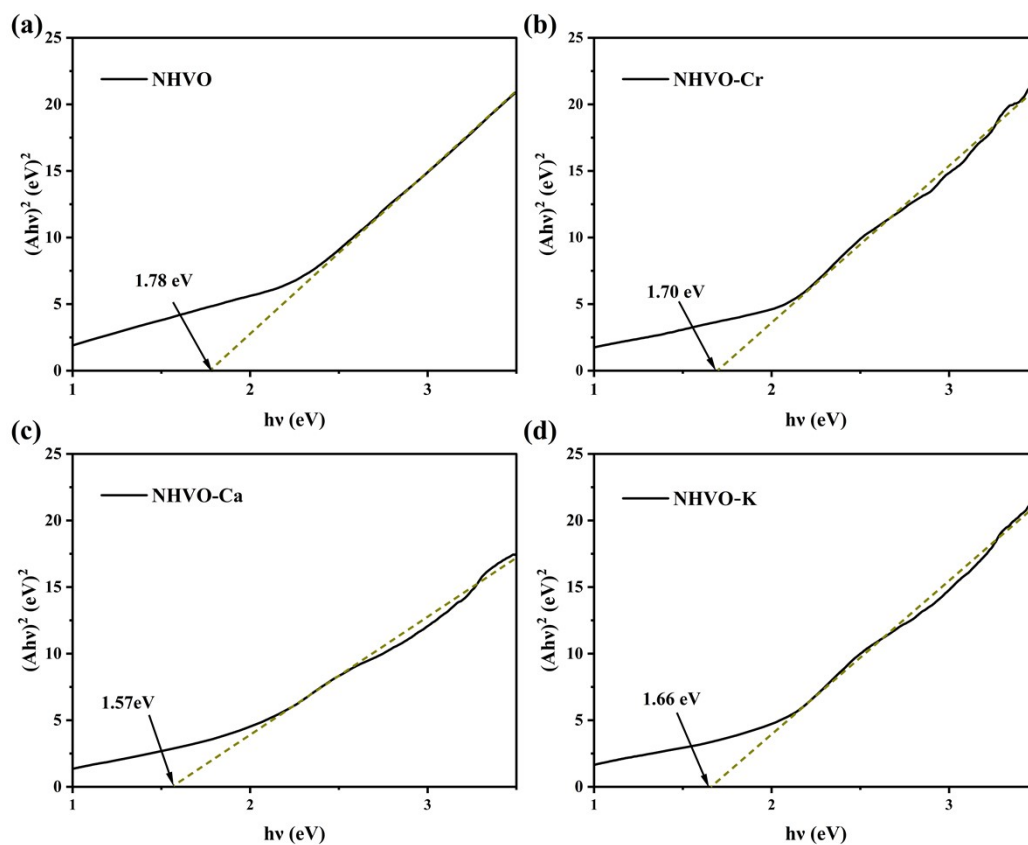 (a)
25
20
15
10
5
0
(Ahν)² (eV)²
NHVO
1.78 eV
1
2
3
hν (eV)
(b)
25
20
15
10
5
0
(Ahν)² (eV)²
NHVO-Cr
1.70 eV
1
2
3
hν (eV)
(c)
25
20
15
10
5
0
(Ahν)² (eV)²
NHVO-Ca
1.57eV
1
2
3
hν (eV)
(d)
25
20
15
10
5
0
(Ahν)² (eV)²
NHVO-K
1.66 eV
1
2
3
hν (eV)